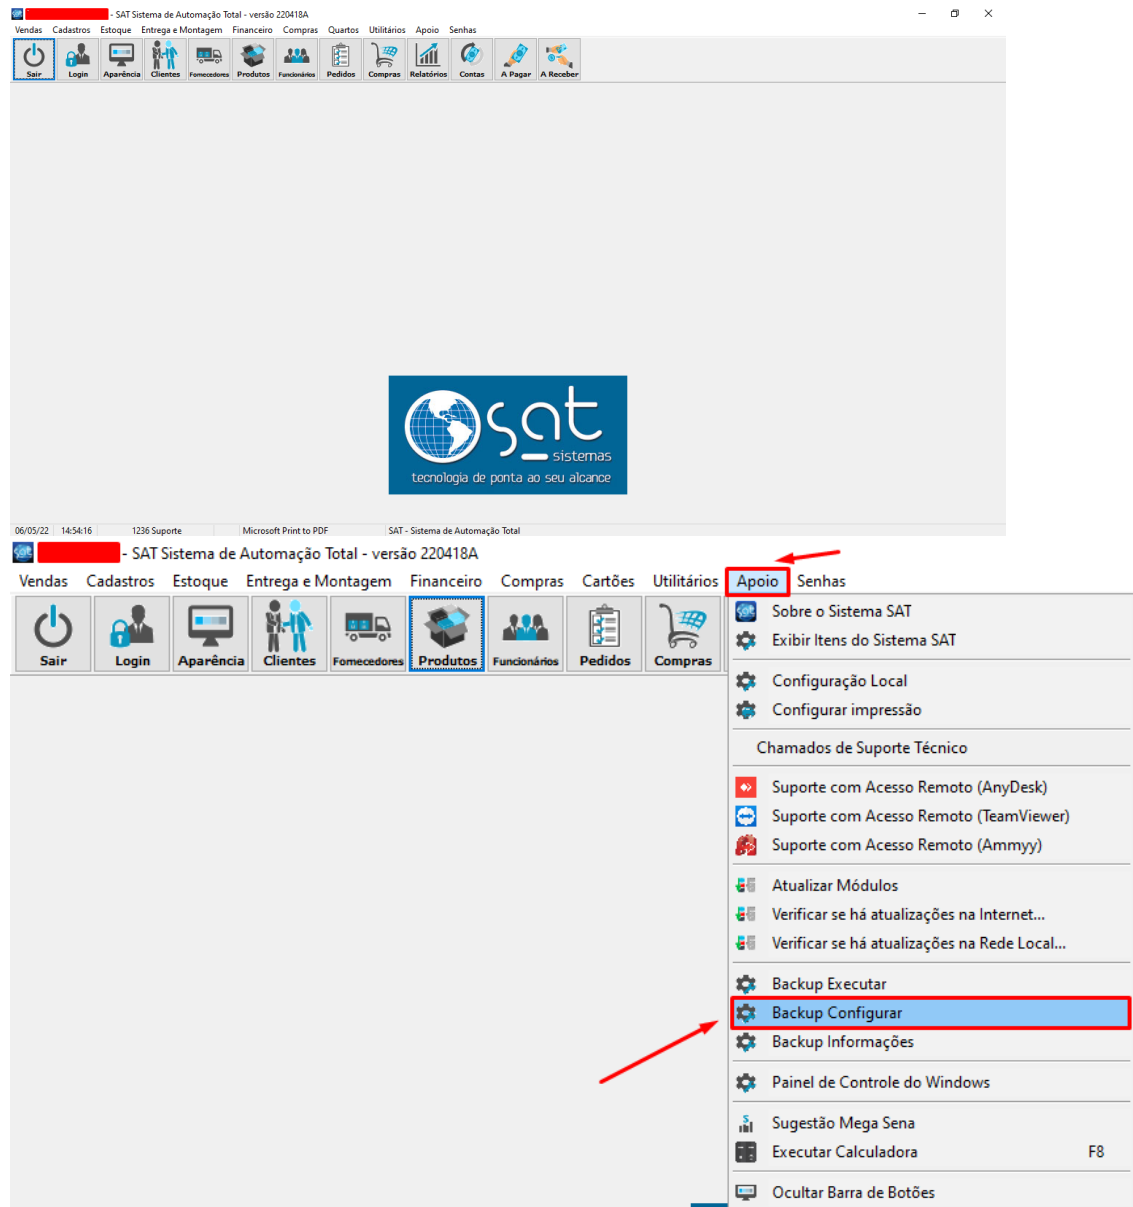 - SAT Sistema de Automação Total - versão 220418A
Vendas Cadastros Estoque Entrega e Montagem Financeiro Compras Quartos Utilitários Apoio Senhas
Sair Login Aparência Clientes Fornecedores Produtos Funcionários Pedidos Compras Relatórios Contas A Pagar A Receber
sat
sistemas
tecnologia de ponta ao seu alcance
06/05/22 14:54:16 1236 Suporte Microsoft Print to PDF SAT - Sistema de Automação Total
sat - SAT Sistema de Automação Total - versão 220418A
Vendas Cadastros Estoque Entrega e Montagem Financeiro Compras Cartões Utilitários Apoio Senhas
Sair Login Aparência Clientes Fornecedores Produtos Funcionários Pedidos Compras
Sobre o Sistema SAT
Exibir Itens do Sistema SAT
Configuração Local
Configurar impressão
Chamados de Suporte Técnico
Suporte com Acesso Remoto (AnyDesk)
Suporte com Acesso Remoto (TeamViewer)
Suporte com Acesso Remoto (Ammyy)
Atualizar Módulos
Verificar se há atualizações na Internet...
Verificar se há atualizações na Rede Local...
Backup Executar
Backup Configurar
Backup Informações
Painel de Controle do Windows
Sugestão Mega Sena
Executar Calculadora F8
Ocultar Barra de Botões